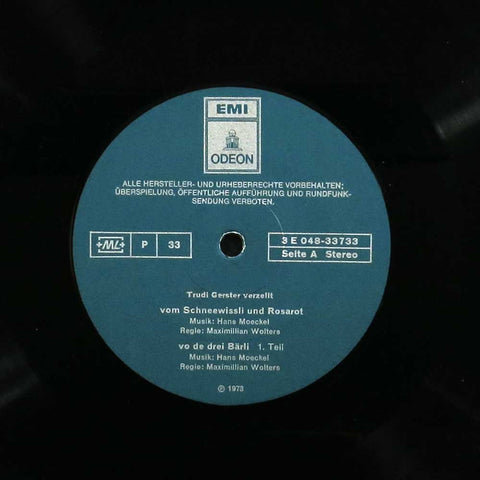 EMI
ODEON
ALLE HERSTELLER- UND URHEBERRECHTE VORBEHALTEN;
ÜBERSPIELUNG, ÖFFENTLICHE AUFFÜHRUNG UND RUNDFUNK-
SENDUNG VERBOTEN.
ML P 33
3 E 048-33733
Seite A Stereo
Trudi Gerster verzellt
vom Schneewissli und Rosarot
Musik: Hans Moeckel
Regie: Maximillian Wolters
vo de drei Bärli 1. Teil
Musik: Hans Moeckel
Regie: Maximillian Wolters
℗ 1973